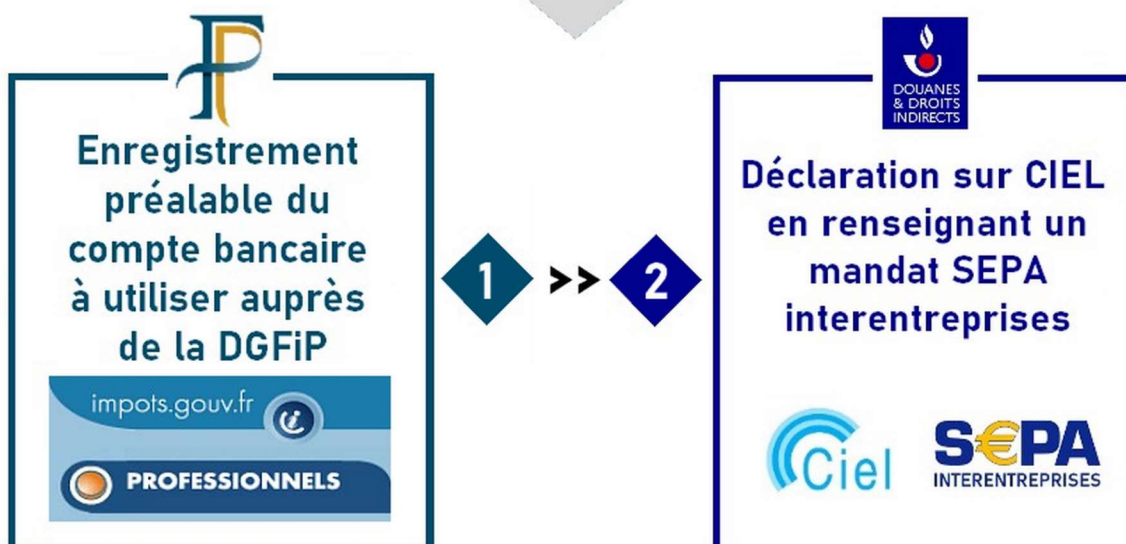 Enregistrement
préalable du
compte bancaire
à utiliser auprès
de la DGFiP
impots.gouv.fr
PROFESSIONNELS
1 >> 2
DOUANES
& DROITS
INDIRECTS
Déclaration sur CIEL
en renseignant un
mandat SEPA
interentreprises
Ciel
S€PA
INTERENTREPRISES